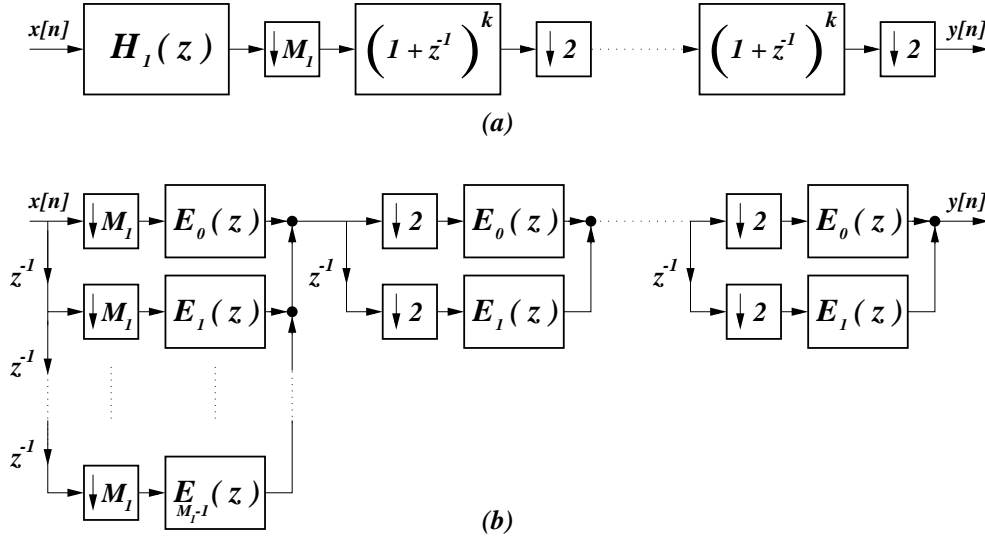 x[n] H₁(z) ↓M₁ (1 + z⁻¹)ᵏ ↓2 (1 + z⁻¹)ᵏ ↓2 y[n]
(a)
x[n] ↓M₁ E₀(z) ↓2 E₀(z) ↓2 E₀(z) y[n]
z⁻¹ z⁻¹ z⁻¹
↓M₁ E₁(z) ↓2 E₁(z) ↓2 E₁(z)
z⁻¹
z⁻¹
↓M₁ E_{M₁-1}(z)
(b)